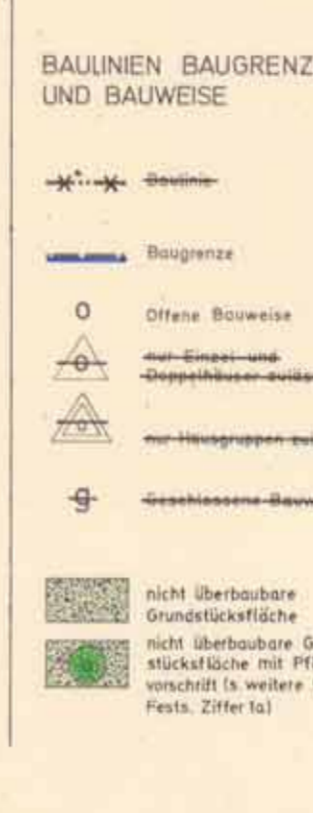 BAULINIEN BAUGRENZ
UND BAUWEISE
Baulinie
Baugrenze
O Offene Bauweise
O nur Einzel- und
Doppelhäuser zuläs
O nur Hausgruppen zul
g Geschlossene Bauw
nicht überbaubare
Grundstücksfläche
nicht überbaubare G
stücksfläche mit Pf
vorschrift (s. weitere
Fests. Ziffer 1a)